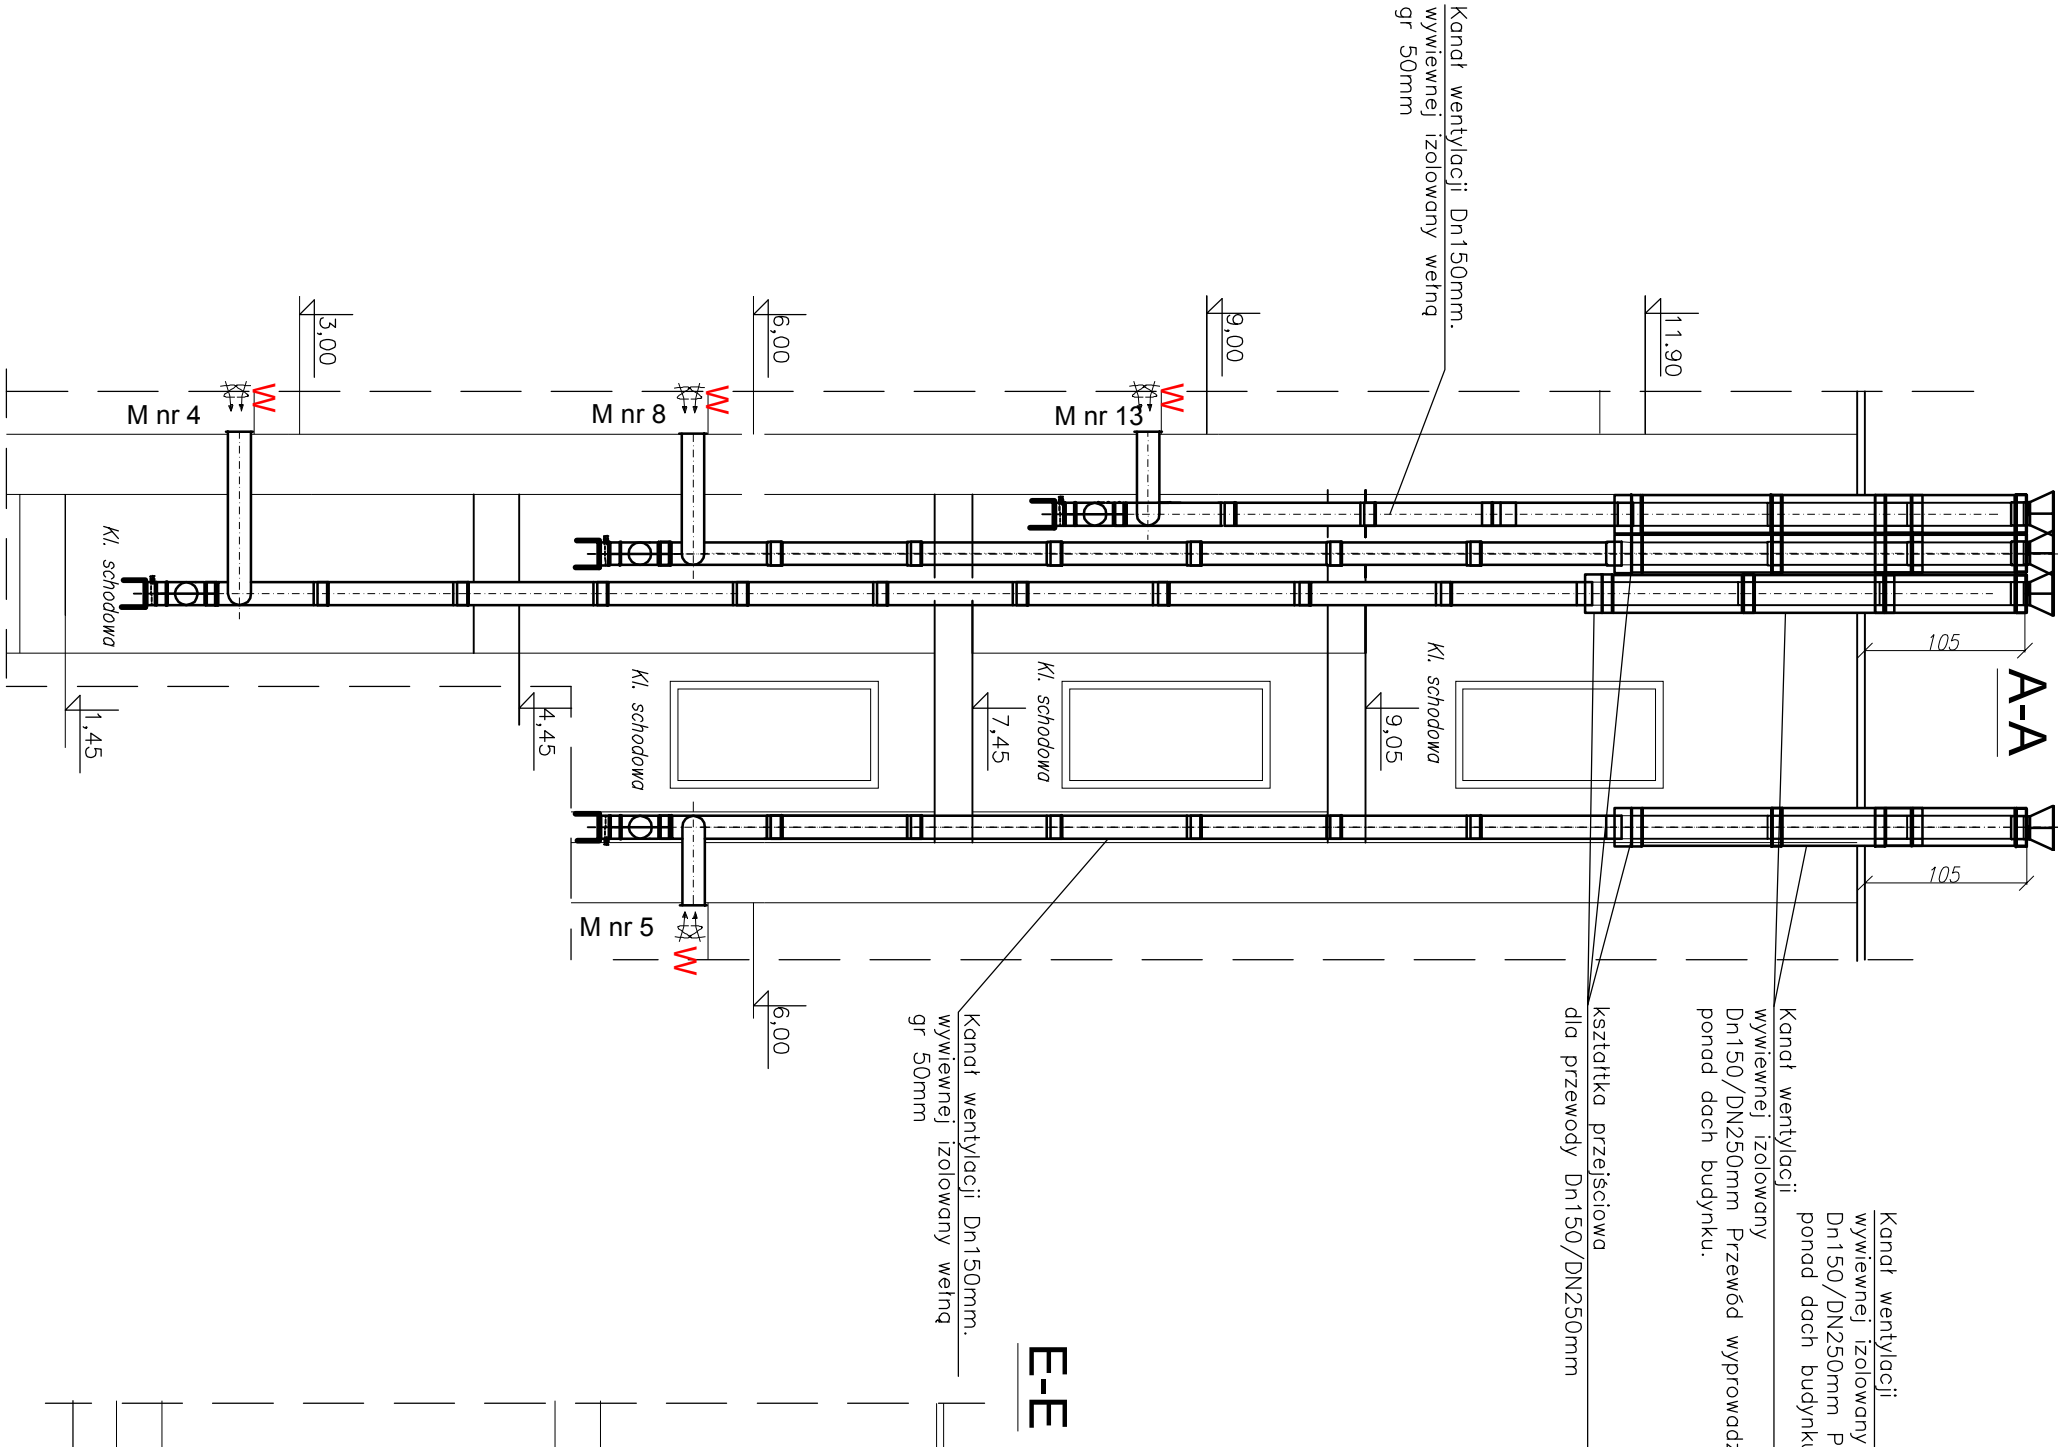 A-A
Kanał wentylacji Dn150mm.
wywiewnej izolowany wełną
gr 50mm
11.90
9,00
6,00
3,00
W
M nr 13
W
M nr 8
W
M nr 4
105
Kl. schodowa
9,05
Kl. schodowa
7,45
Kl. schodowa
4,45
Kl. schodowa
1,45
105
M nr 5
W
6,00
Kanał wentylacji
wywiewnej izolowany
Dn150/DN250mm P
ponad dach budynku
Kanał wentylacji
wywiewnej izolowany
Dn150/DN250mm Przewód wyprowadz
ponad dach budynku.
kształtka przejściowa
dla przewody Dn150/DN250mm
Kanał wentylacji Dn150mm.
wywiewnej izolowany wełną
gr 50mm
E-E